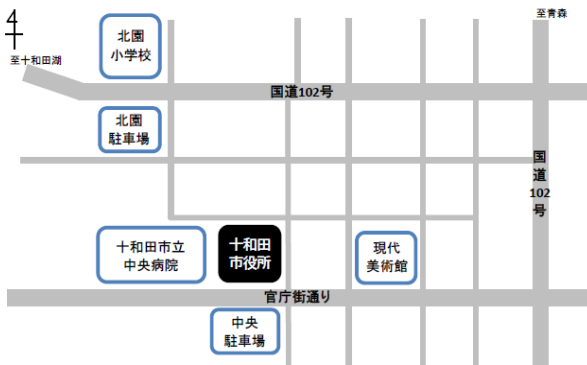 至青森
北園
小学校
至十和田湖
国道102号
北園
駐車場
国
道
102
号
十和田市立
中央病院
十和田
市役所
現代
美術館
官庁街通り
中央
駐車場